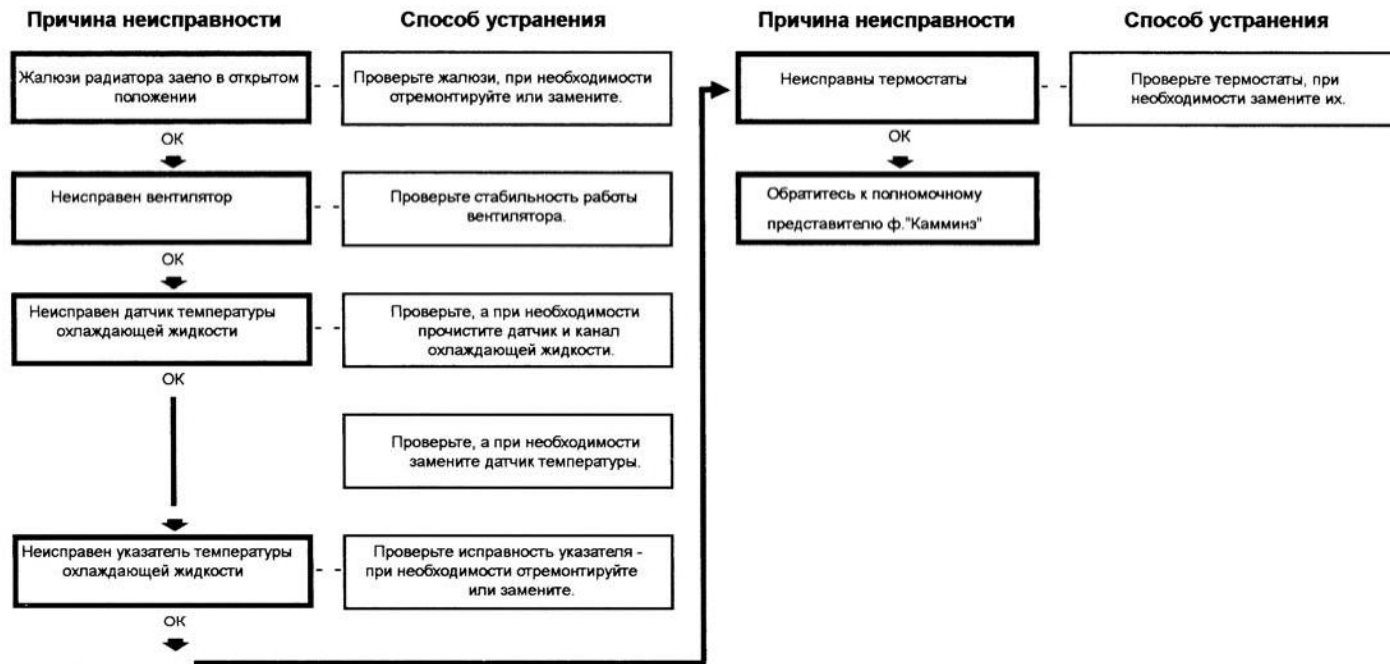 Причина неисправности
Способ устранения
Жалюзи радиатора заело в открытом
положении
Проверьте жалюзи, при необходимости
отремонтируйте или замените.
ОК
Неисправен вентилятор
Проверьте стабильность работы
вентилятора.
ОК
Неисправен датчик температуры
охлаждающей жидкости
Проверьте, а при необходимости
прочистите датчик и канал
охлаждающей жидкости.
ОК
Проверьте, а при необходимости
замените датчик температуры.
Неисправен указатель температуры
охлаждающей жидкости
Проверьте исправность указателя -
при необходимости отремонтируйте
или замените.
ОК
Причина неисправности
Способ устранения
Неисправны термостаты
Проверьте термостаты, при
необходимости замените их.
ОК
Обратитесь к полномочному
представителю ф."Камминз"